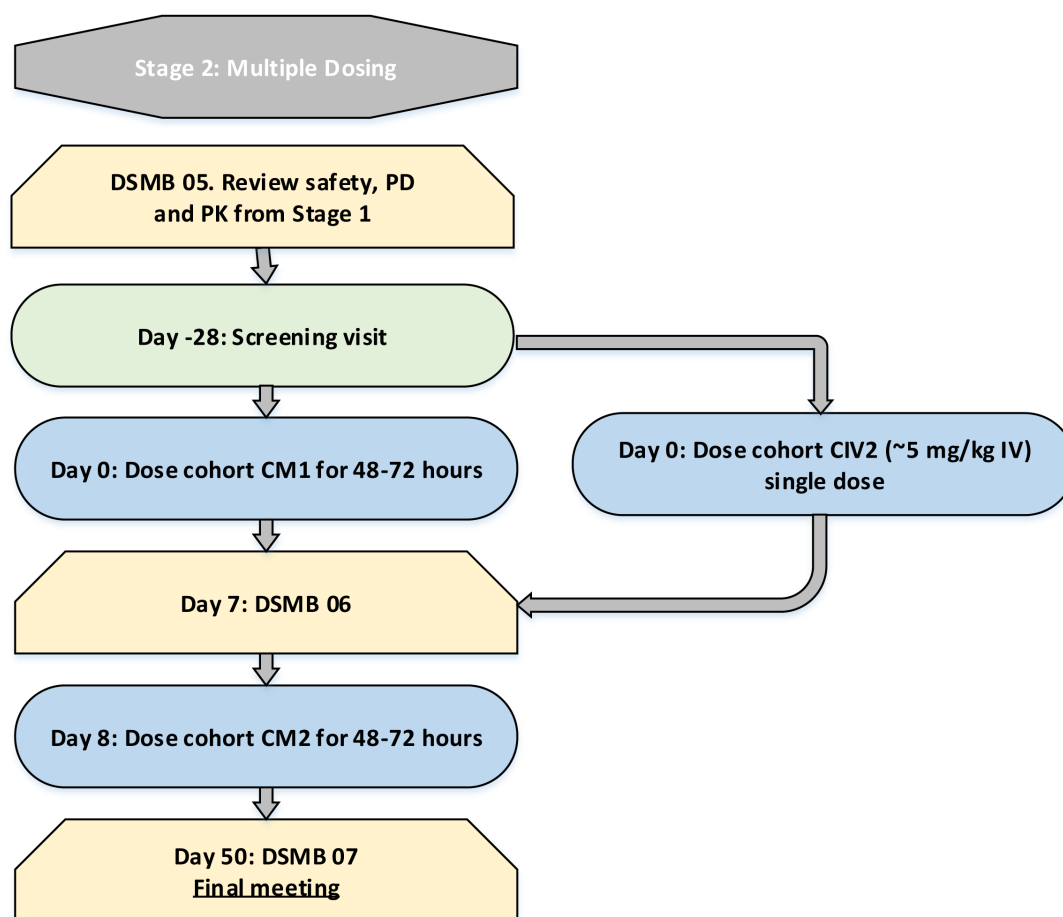 Stage 2: Multiple Dosing
DSMB 05. Review safety, PD
and PK from Stage 1
Day -28: Screening visit
Day 0: Dose cohort CM1 for 48-72 hours
Day 0: Dose cohort CIV2 (~5 mg/kg IV)
single dose
Day 7: DSMB 06
Day 8: Dose cohort CM2 for 48-72 hours
Day 50: DSMB 07
Final meeting